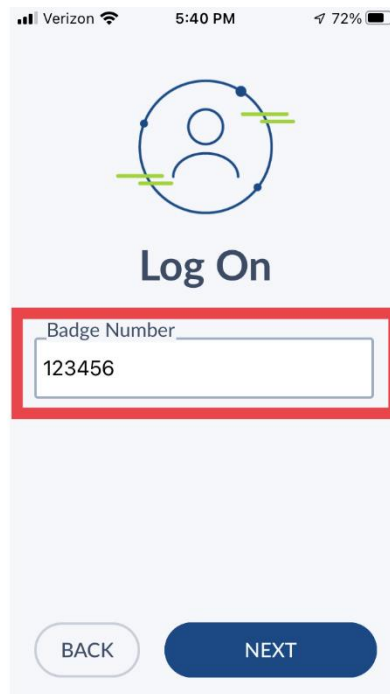 Verizon 5:40 PM 72%
Log On
Badge Number
123456
BACK NEXT